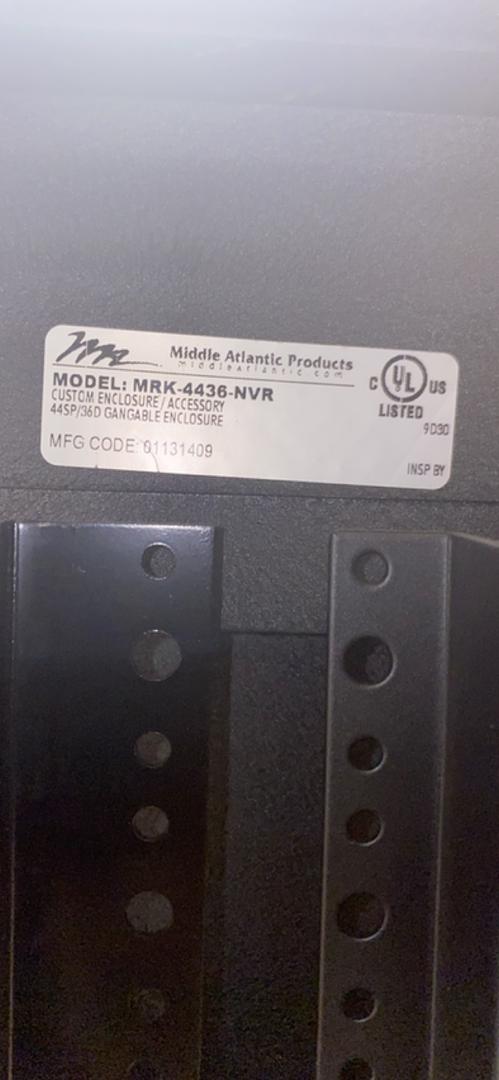 Middle Atlantic Products
middleatlantic.com
MODEL: MRK-4436-NVR
CUSTOM ENCLOSURE / ACCESSORY
44SP/36D GANGABLE ENCLOSURE
MFG CODE: 01131409
C UL US
LISTED
9D30
INSP BY